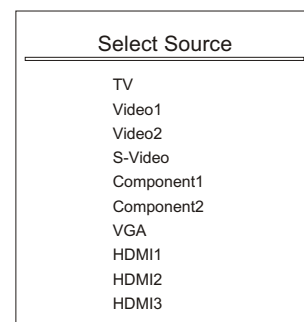 Select Source
TV
Video1
Video2
S-Video
Component1
Component2
VGA
HDMI1
HDMI2
HDMI3